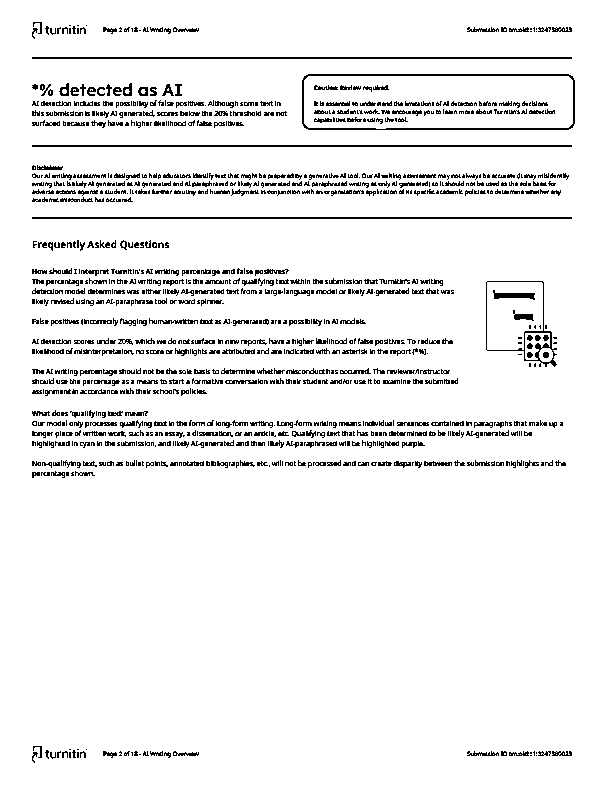 turnitin Page 2 of 18 - AI Writing Overview
*% detected as AI
AI detection includes the possibility of false positives. Although some text in
this submission is likely AI generated, scores below the 20% threshold are not
surfaced because they have a higher likelihood of false positives.
Caution: Review required.
It is essential to understand the limitations of AI detection before making decisions
about a student's work. We encourage you to learn more about Turnitin's AI detection
capabilities before using the tool.
Disclaimer
Our AI writing assessment is designed to help educators identify text that might be prepared by a generative AI tool. Our AI writing assessment may not always be accurate (it may misidentify
writing that is likely AI generated as AI generated and AI paraphrased or likely AI generated and AI paraphrased writing as only AI generated) so it should not be used as the sole basis for
adverse actions against a student. It takes further scrutiny and human judgment in conjunction with an organization's application of its specific academic policies to determine whether any
academic misconduct has occurred.
Frequently Asked Questions
How should I interpret Turnitin's AI writing percentage and false positives?
The percentage shown in the AI writing report is the amount of qualifying text within the submission that Turnitin's AI writing
detection model determines was either likely AI-generated text from a large-language model or likely AI-generated text that was
likely revised using an AI-paraphrase tool or word spinner.
False positives (incorrectly flagging human-written text as AI-generated) are a possibility in AI models.
AI detection scores under 20%, which we do not surface in new reports, have a higher likelihood of false positives. To reduce the
likelihood of misinterpretation, no score or highlights are attributed and are indicated with an asterisk in the report (*%).
The AI writing percentage should not be the sole basis to determine whether misconduct has occurred. The reviewer/instructor
should use the percentage as a means to start a formative conversation with their student and/or use it to examine the submitted
assignment in accordance with their school's policies.
What does 'qualifying text' mean?
Our model only processes qualifying text in the form of long-form writing. Long-form writing means individual sentences contained in paragraphs that make up a
longer piece of written work, such as an essay, a dissertation, or an article, etc. Qualifying text that has been determined to be likely AI-generated will be
highlighted in cyan in the submission, and likely AI-generated and then likely AI-paraphrased will be highlighted purple.
Non-qualifying text, such as bullet points, annotated bibliographies, etc., will not be processed and can create disparity between the submission highlights and the
percentage shown.
turnitin Page 2 of 18 - AI Writing Overview